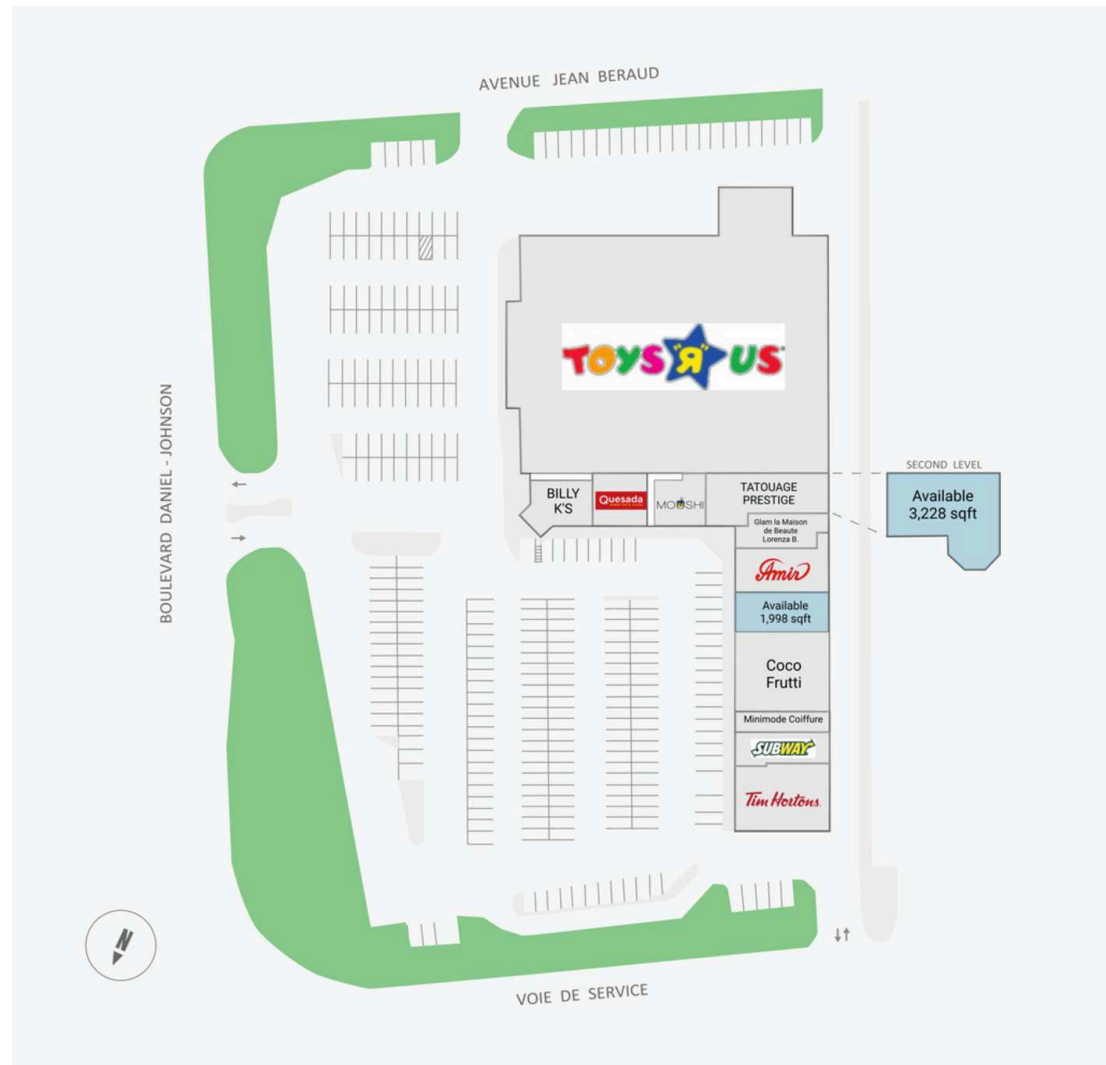 AVENUE JEAN BERAUD
TOYS "R" US
BOULEVARD DANIEL - JOHNSON
SECOND LEVEL
Available
3,228 sqft
BILLY
K'S
Quesada
MOOSHI
TATOUAGE
PRESTIGE
Glam la Maison
de Beaute
Lorenza B.
Amir
Available
1,998 sqft
Coco
Frutti
Minimode Coiffure
SUBWAY
Tim Hortons
N
VOIE DE SERVICE